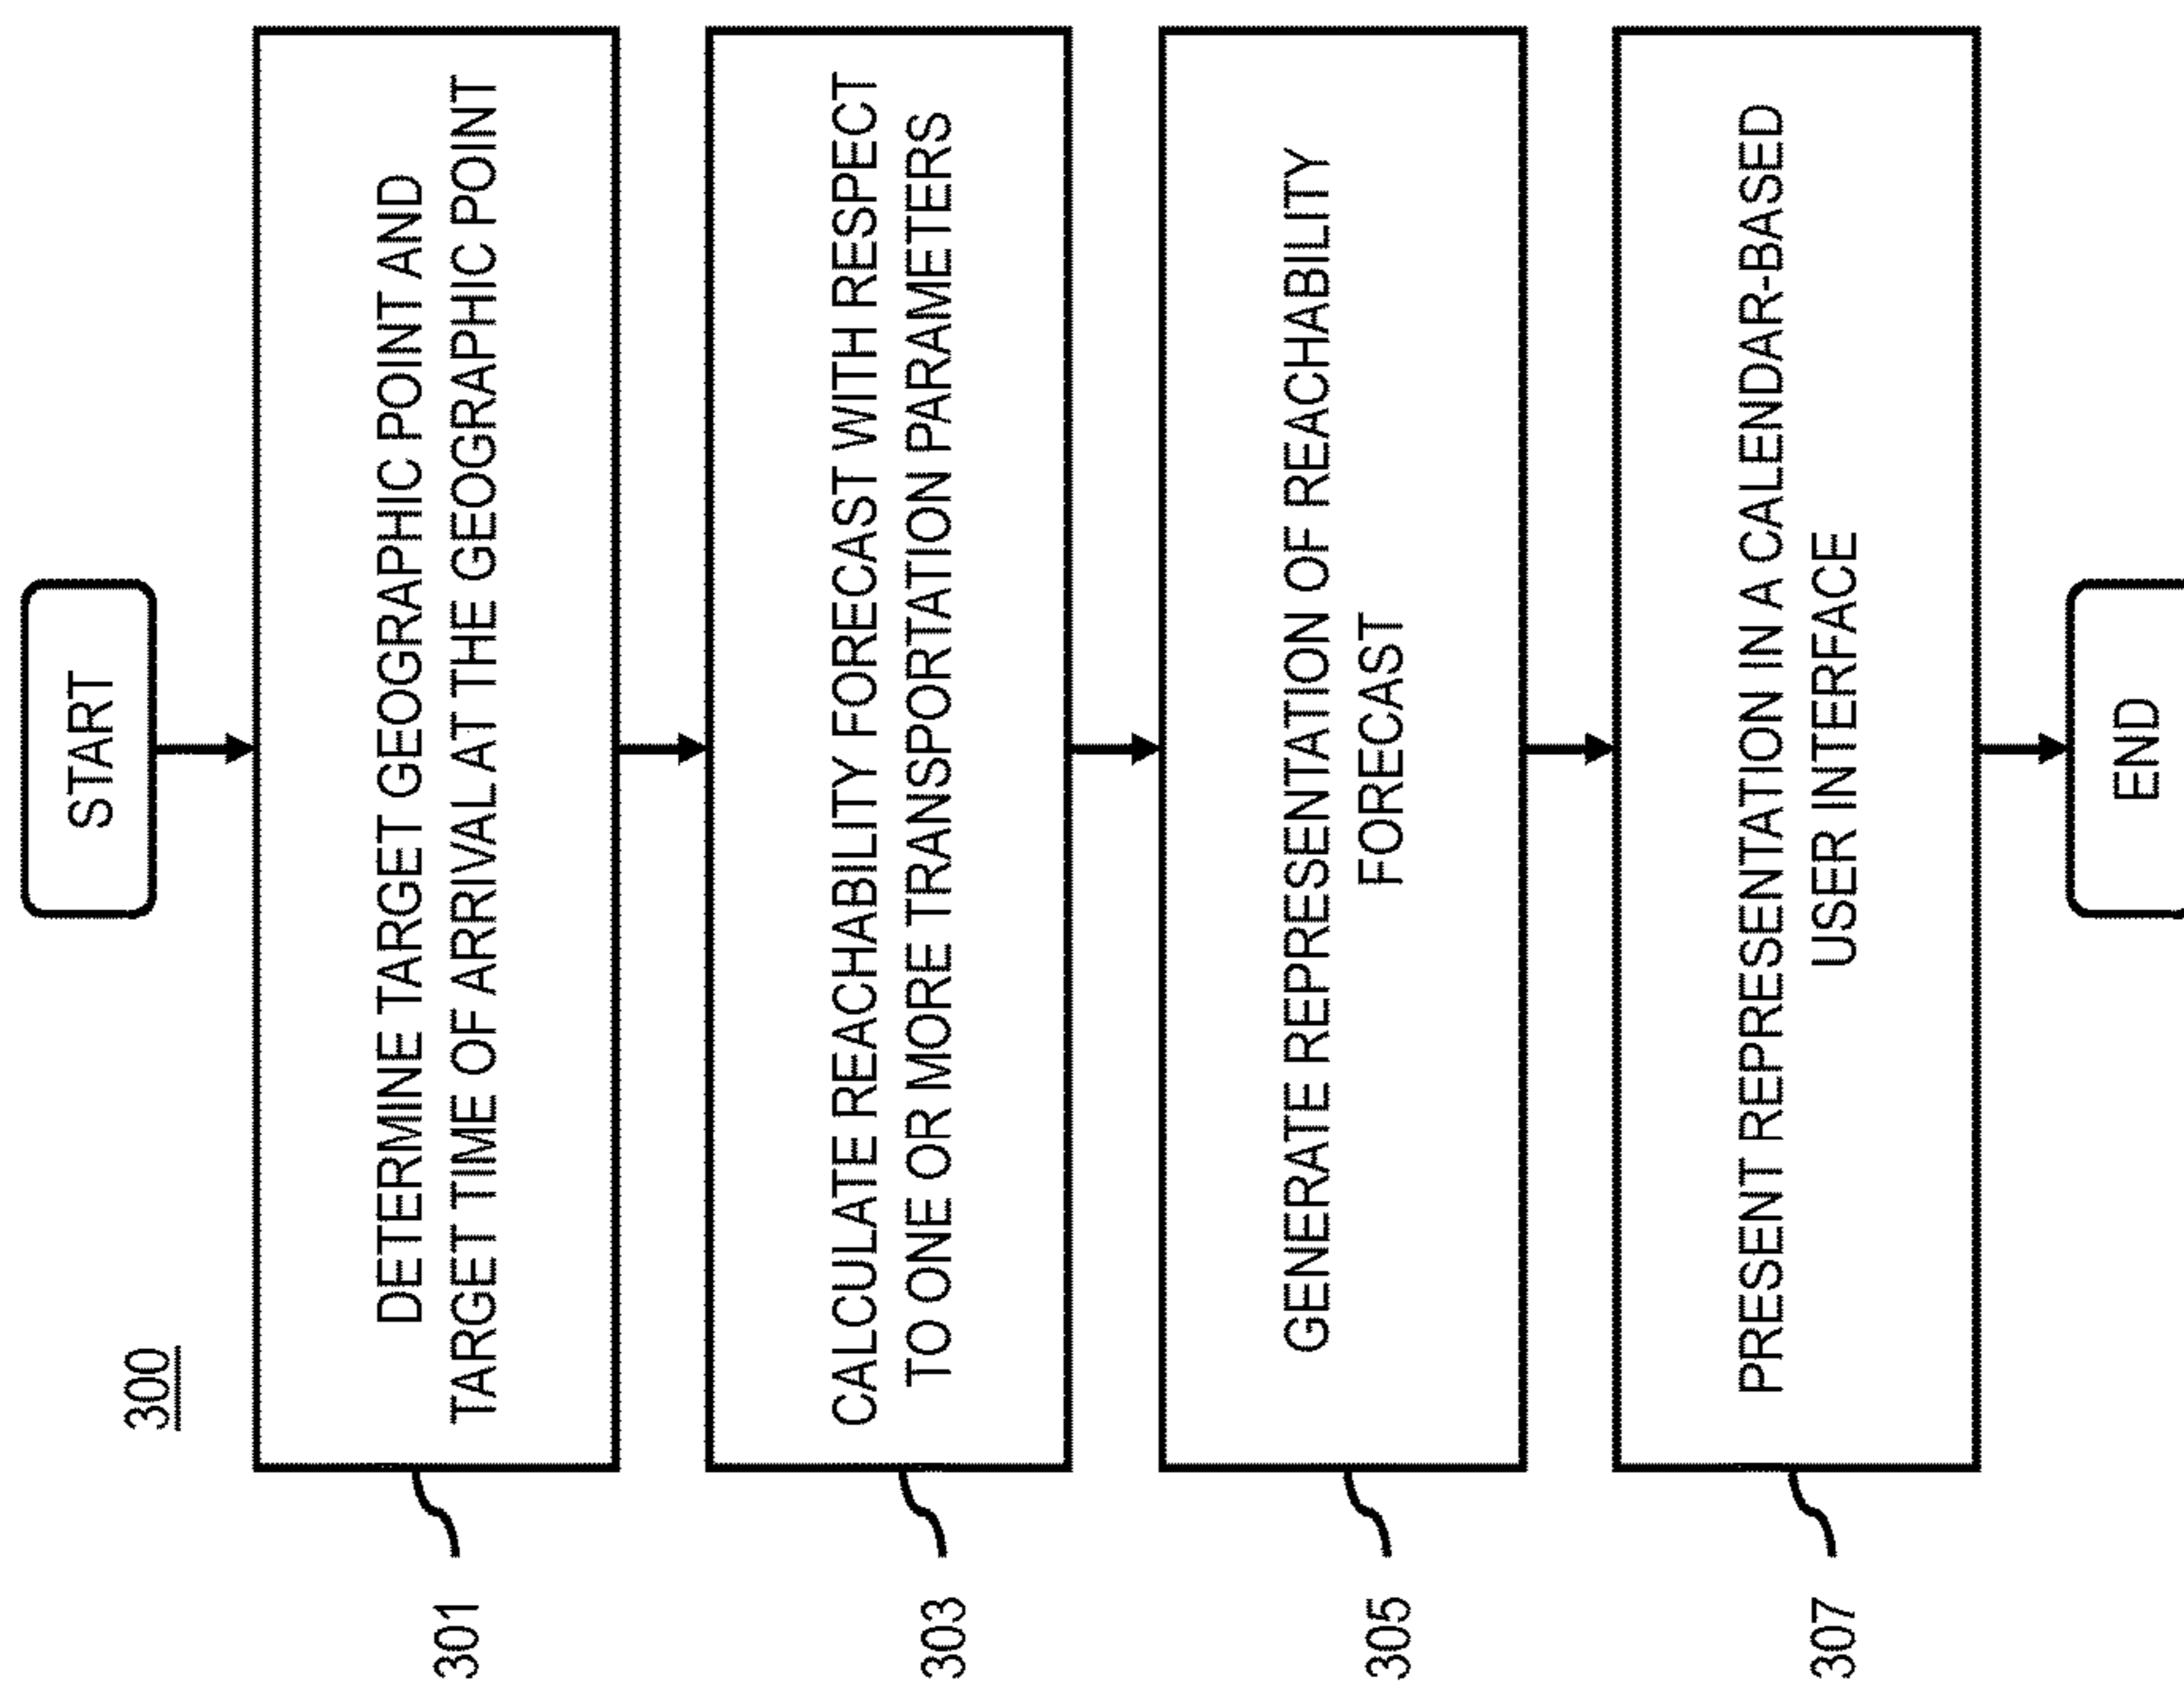 300
START
301
DETERMINE TARGET GEOGRAPHIC POINT AND
TARGET TIME OF ARRIVAL AT THE GEOGRAPHIC POINT
303
CALCULATE REACHABILITY FORECAST WITH RESPECT
TO ONE OR MORE TRANSPORTATION PARAMETERS
305
GENERATE REPRESENTATION OF REACHABILITY
FORECAST
307
PRESENT REPRESENTATION IN A CALENDAR-BASED
USER INTERFACE
END